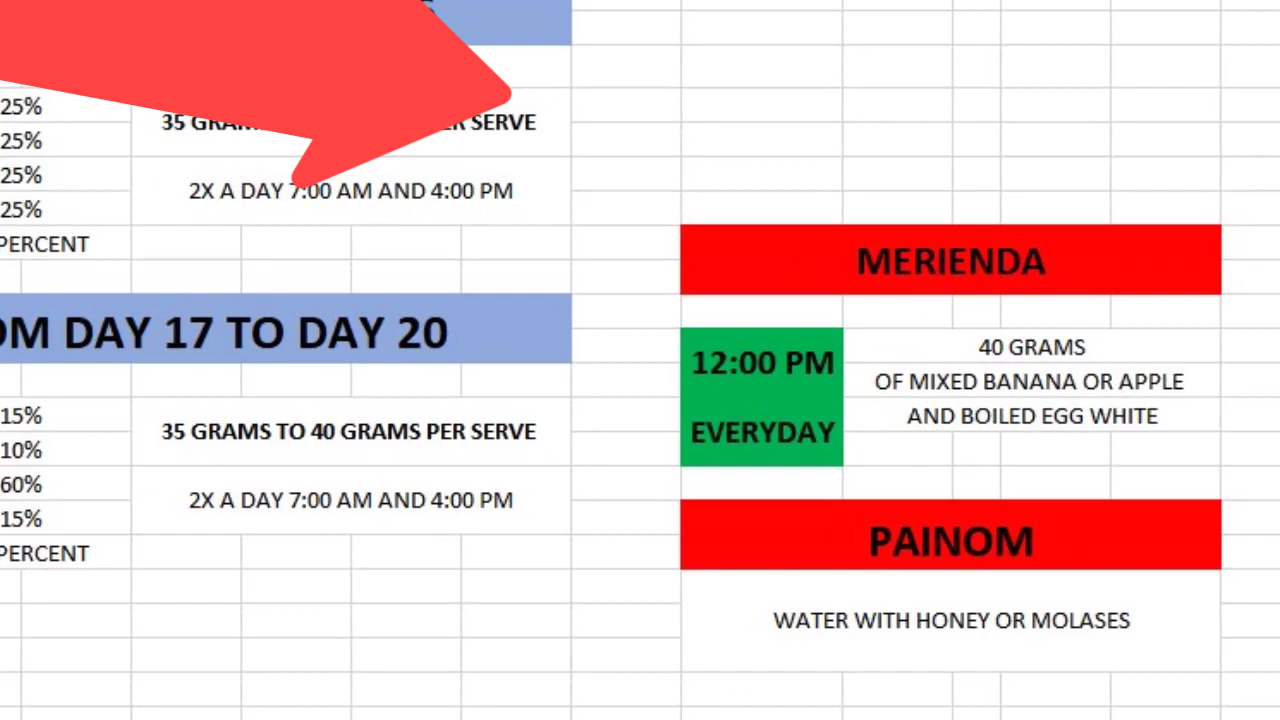 25%
25%
25%
25%
PERCENT
35 SERVE
2X A DAY 7:00 AM AND 4:00 PM
DAY 17 TO DAY 20
15%
10%
60%
15%
PERCENT
35 GRAMS TO 40 GRAMS PER SERVE
2X A DAY 7:00 AM AND 4:00 PM
MERIENDA
12:00 PM
EVERYDAY
40 GRAMS
OF MIXED BANANA OR APPLE
AND BOILED EGG WHITE
PAINOM
WATER WITH HONEY OR MOLASES